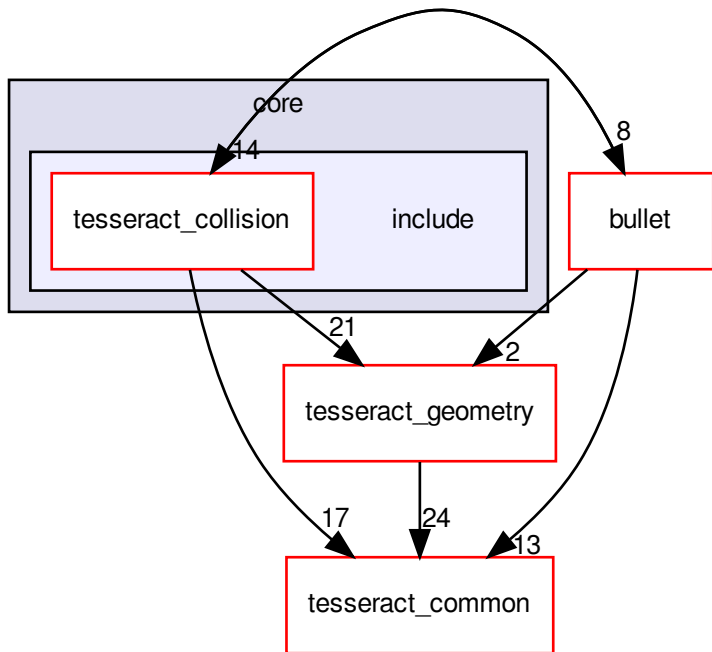 core
8
14
tesseract_collision
include
bullet
21
2
tesseract_geometry
17
24
13
tesseract_common